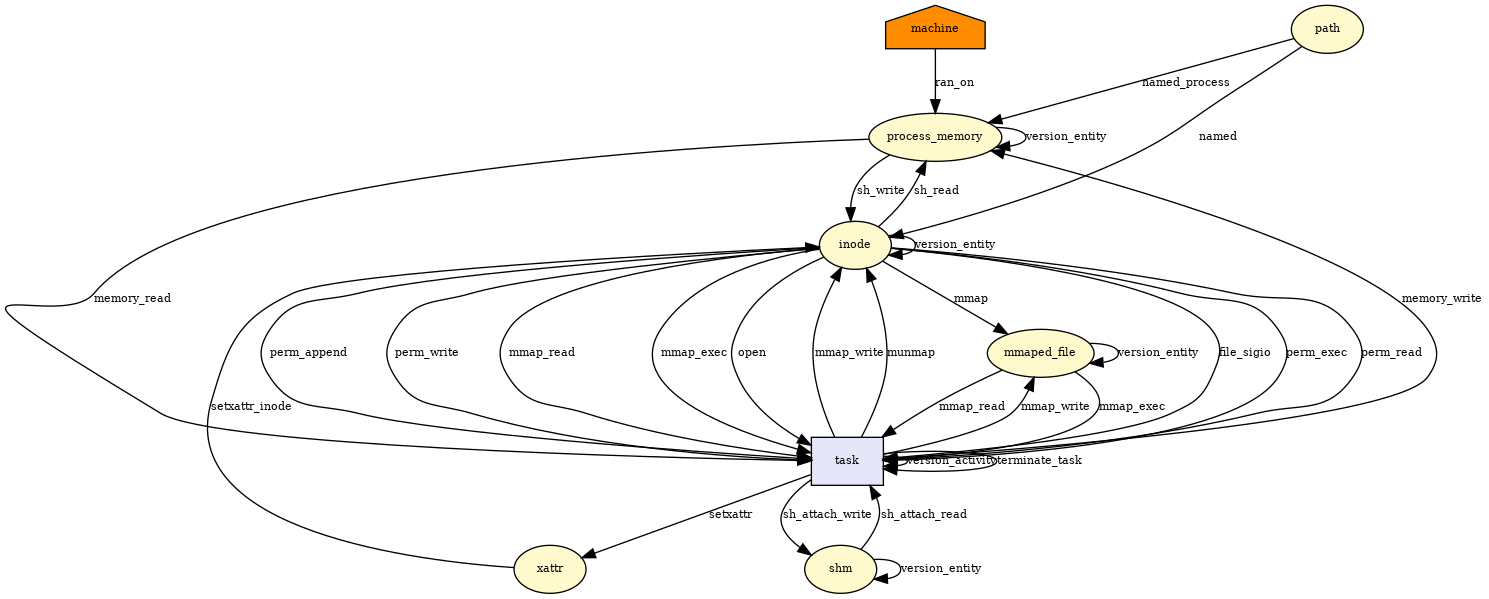 machine
path
ran_on
named_process
process_memory
version_entity
named
sh_write
sh_read
inode
version_entity
memory_read
mmap
memory_write
perm_append
perm_write
mmap_read
mmap_exec
open
mmap_write
munmap
mmaped_file
version_entity
file_sigio
perm_exec
perm_read
setxattr_inode
mmap_read
mmap_write
mmap_exec
task
version_activity
terminate_task
setxattr
sh_attach_write
sh_attach_read
xattr
shm
version_entity